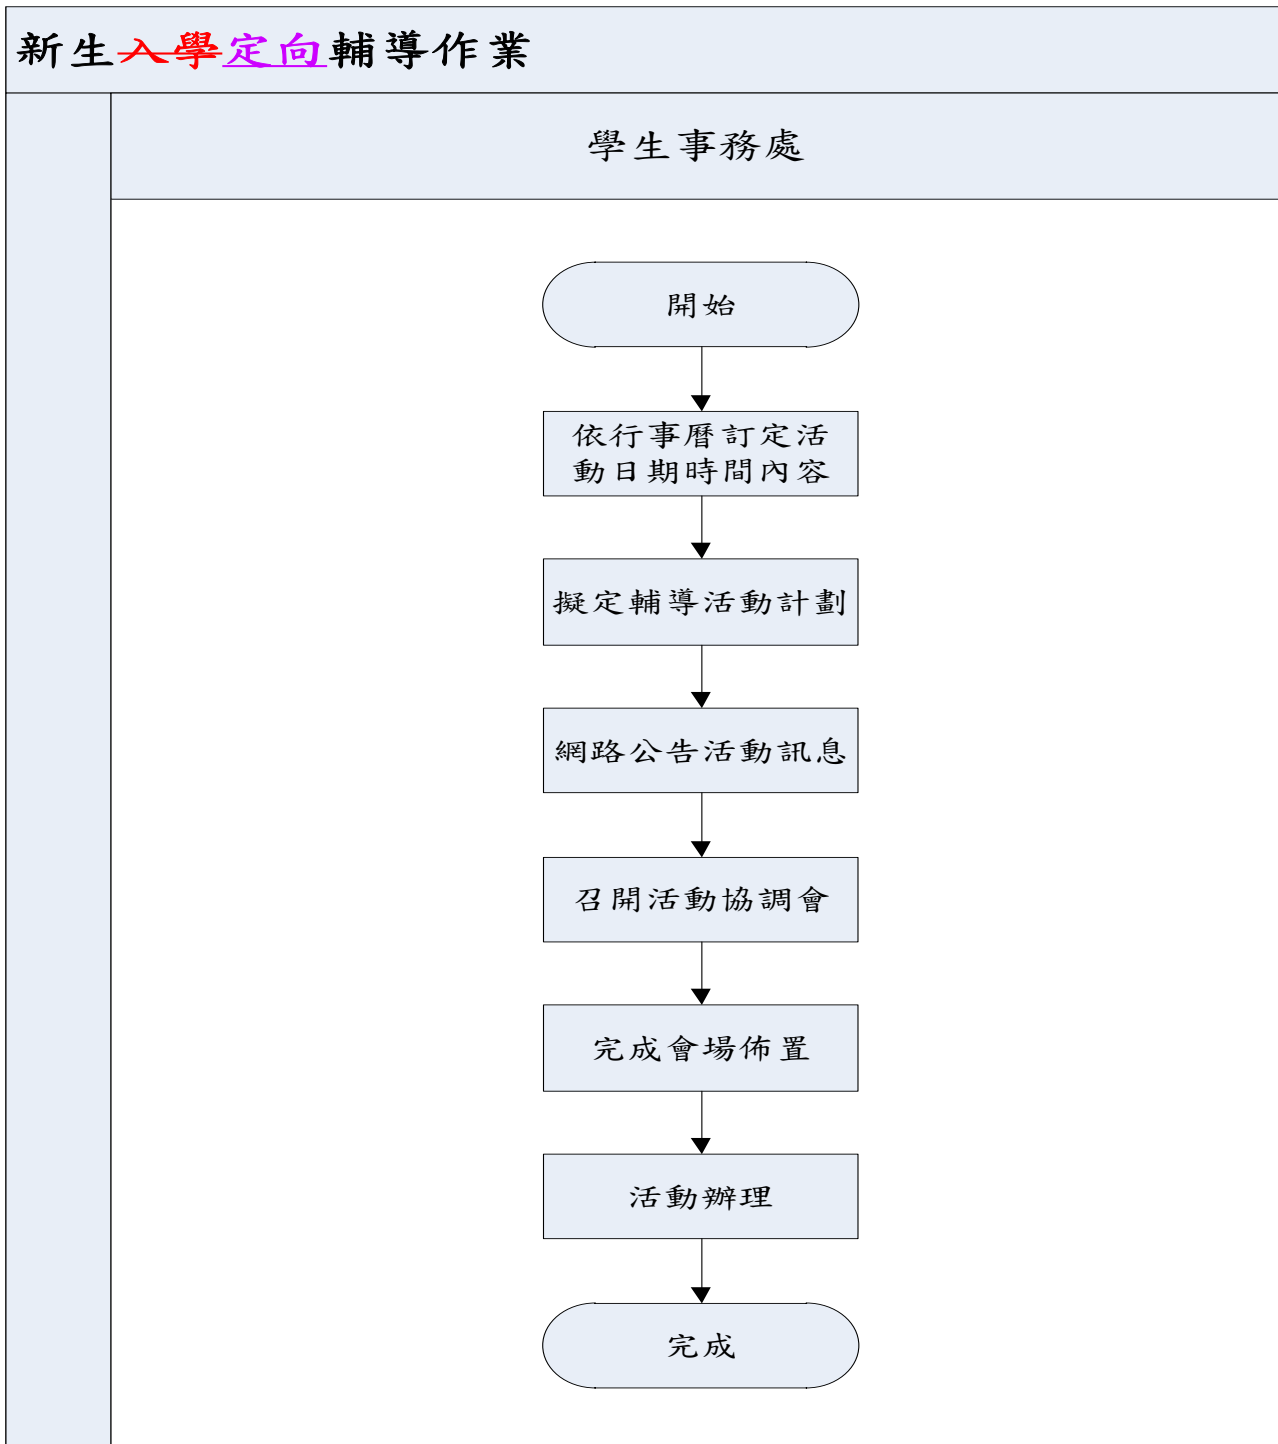 新生入學定向輔導作業
學生事務處
開始
依行事曆訂定活
動日期時間內容
擬定輔導活動計劃
網路公告活動訊息
召開活動協調會
完成會場佈置
活動辦理
完成